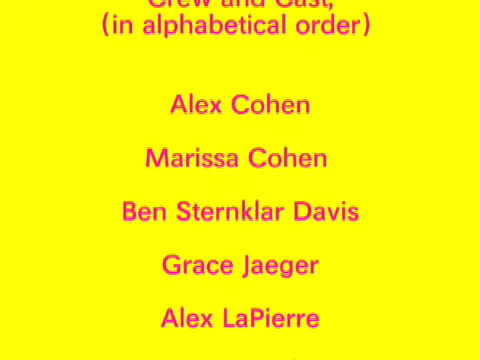 Crew and Cast,
(in alphabetical order)
Alex Cohen
Marissa Cohen
Ben Sternklar Davis
Grace Jaeger
Alex LaPierre